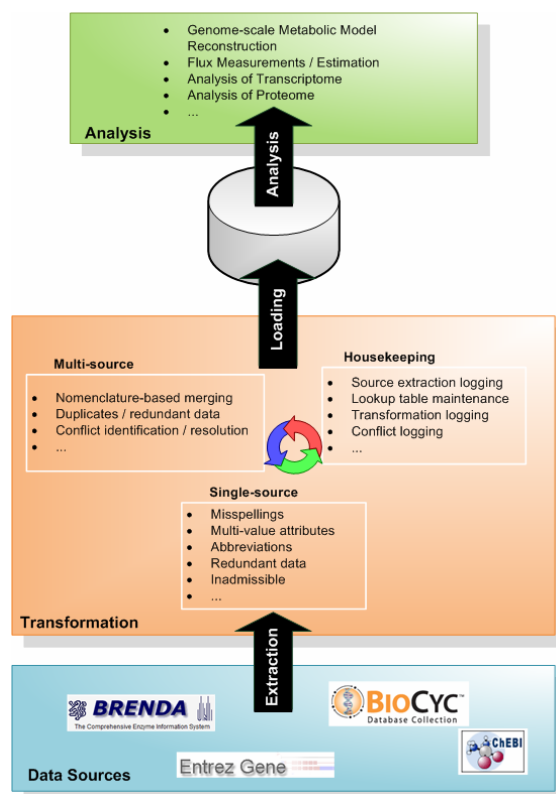 • Genome-scale Metabolic Model
Reconstruction
• Flux Measurements / Estimation
• Analysis of Transcriptome
• Analysis of Proteome
• ...
Analysis
Analysis
Loading
Multi-source
• Nomenclature-based merging
• Duplicates / redundant data
• Conflict identification / resolution
• ...
Housekeeping
• Source extraction logging
• Lookup table maintenance
• Transformation logging
• Conflict logging
• ...
Single-source
• Misspellings
• Multi-value attributes
• Abbreviations
• Redundant data
• Inadmissible
• ...
Transformation
Extraction
BRENDA
The Comprehensive Enzyme Information System
BIOCYC™
DATABASE COLLECTION
Entrez Gene
ChEBI
Data Sources